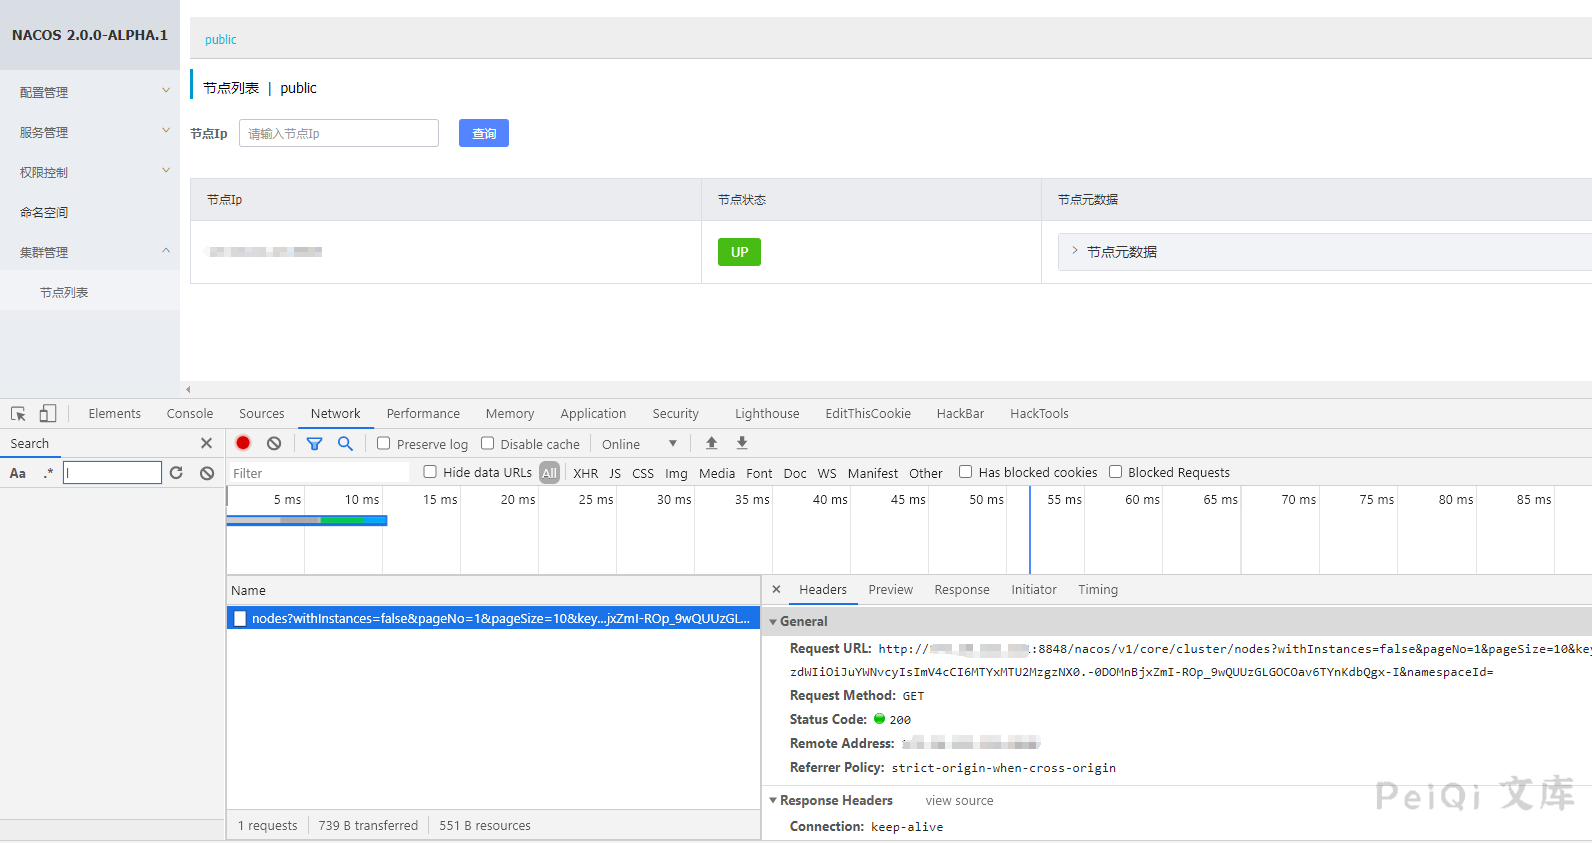 NACOS 2.0.0-ALPHA.1
public
配置管理
服务管理
权限控制
命名空间
集群管理
节点列表
节点列表 | public
节点Ip 请输入节点Ip 查询
节点Ip 节点状态 节点元数据
UP 节点元数据
Elements Console Sources Network Performance Memory Application Security Lighthouse EditThisCookie HackBar HackTools
Search
Preserve log Disable cache Online
Aa .*
Filter Hide data URLs All XHR JS CSS Img Media Font Doc WS Manifest Other Has blocked cookies Blocked Requests
5 ms 10 ms 15 ms 20 ms 25 ms 30 ms 35 ms 40 ms 45 ms 50 ms 55 ms 60 ms 65 ms 70 ms 75 ms 80 ms 85 ms
Name
nodes?withInstances=false&pageNo=1&pageSize=10&key...jxZmI-ROp_9wQUUzGL...
1 requests 739 B transferred 551 B resources
Headers Preview Response Initiator Timing
General
Request URL: http:// :8848/nacos/v1/core/cluster/nodes?withInstances=false&pageNo=1&pageSize=10&key
zdWIiOiJuYWNvcyIsImV4cCI6MTYxMTU2MzgzNX0.-0DOMnBjxZmI-ROp_9wQUUzGLGOCOav6TYnKdbQgx-I&namespaceId=
Request Method: GET
Status Code: 200
Remote Address:
Referrer Policy: strict-origin-when-cross-origin
Response Headers view source
Connection: keep-alive
PeiQi 文库